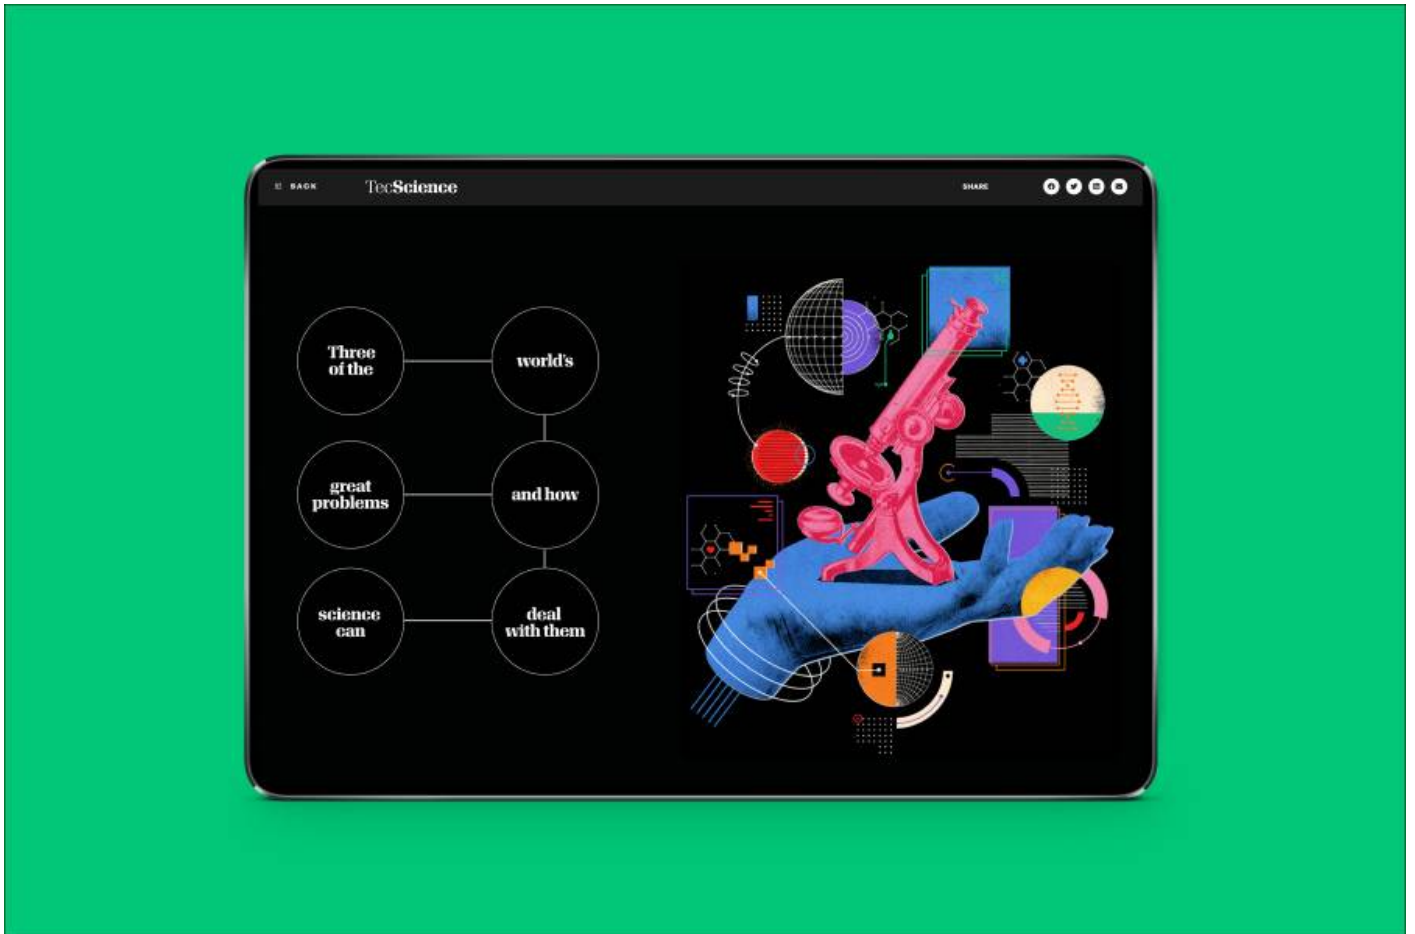 BACK
TecScience
SHARE
Three
of the
world's
great
problems
and how
science
can
deal
with them